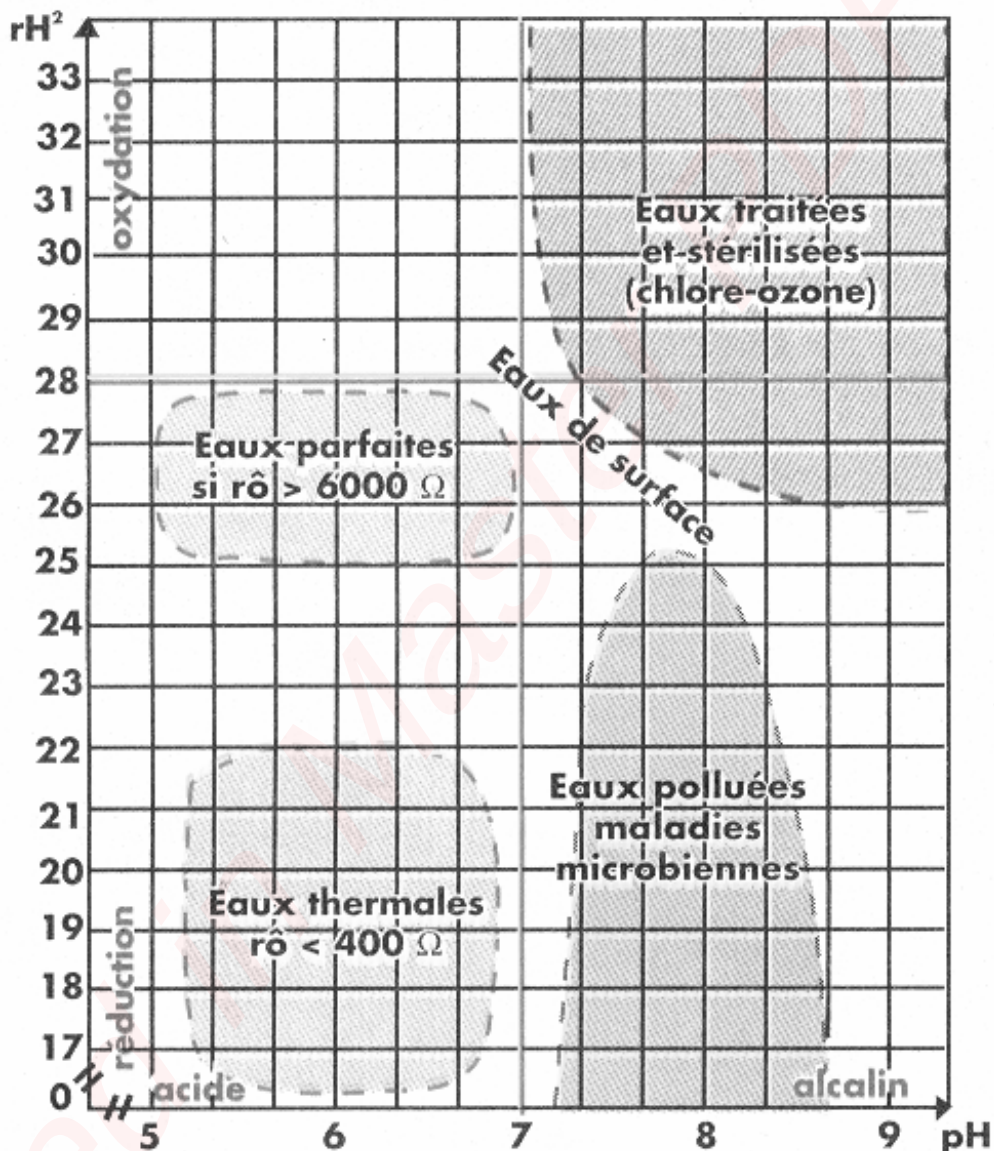 rH²
33
32
31
30
29
28
27
26
25
24
23
22
21
20
19
18
17
0
oxydation
réduction
Eaux traitées
et stérilisées
(chlore-ozone)
Eaux de surface
Eaux parfaites
si rô > 6000 Ω
Eaux polluées
maladies
microbiennes
Eaux thermales
rô < 400 Ω
acide
alcalin
5 6 7 8 9 pH